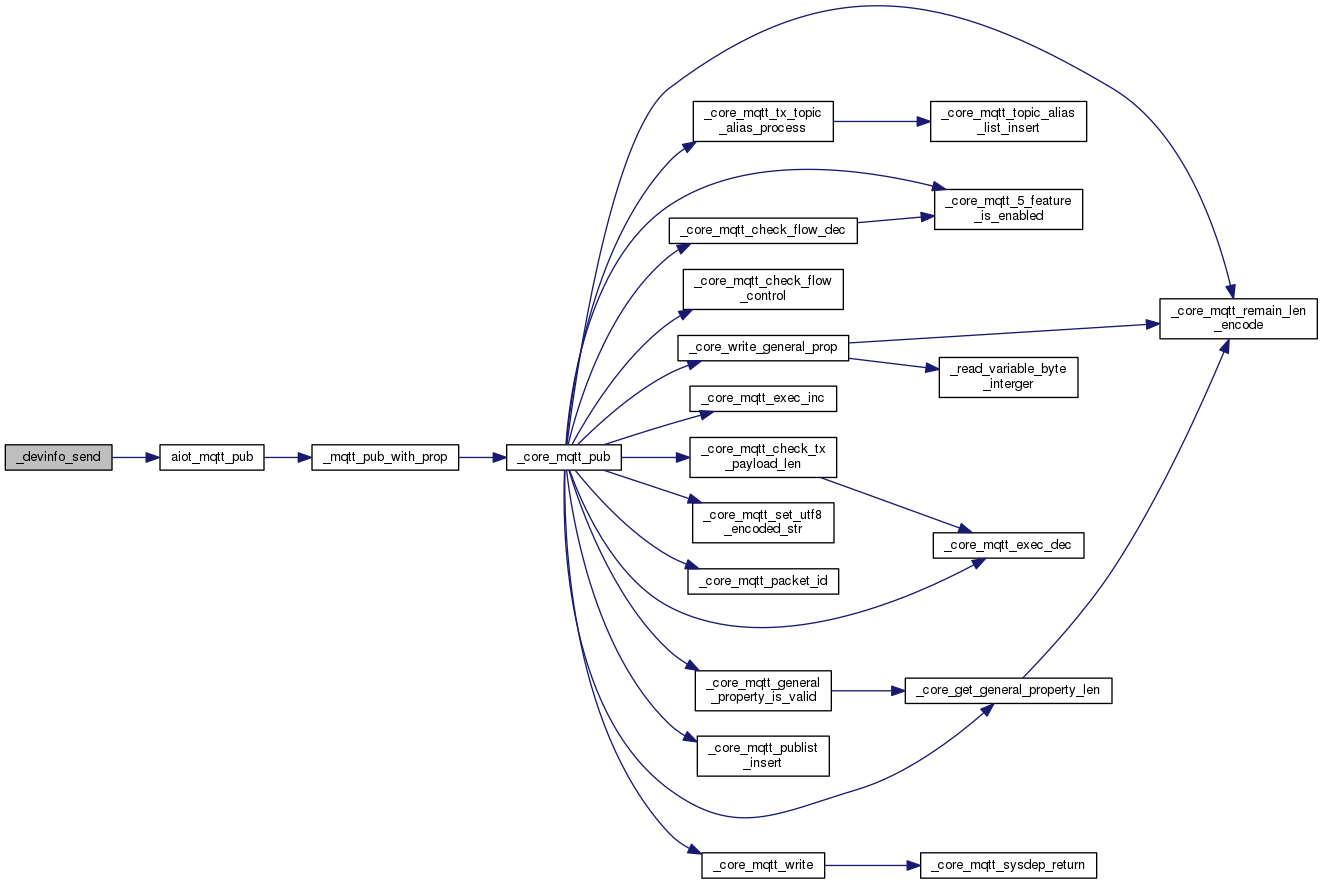 _devinfo_send
aiot_mqtt_pub
_mqtt_pub_with_prop
_core_mqtt_pub
_core_mqtt_tx_topic
_alias_process
_core_mqtt_topic_alias
_list_insert
_core_mqtt_5_feature
_is_enabled
_core_mqtt_check_flow_dec
_core_mqtt_check_flow
_control
_core_mqtt_remain_len
_encode
_core_write_general_prop
_read_variable_byte
_interger
_core_mqtt_exec_inc
_core_mqtt_check_tx
_payload_len
_core_mqtt_set_utf8
_encoded_str
_core_mqtt_exec_dec
_core_mqtt_packet_id
_core_mqtt_general
_property_is_valid
_core_get_general_property_len
_core_mqtt_publist
_insert
_core_mqtt_write
_core_mqtt_sysdep_return